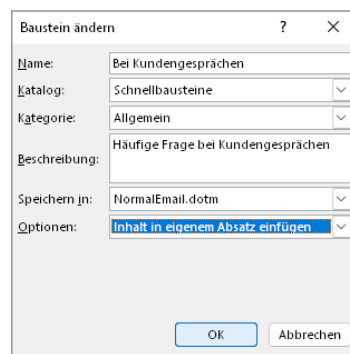 Baustein ändern ? ×
Name: Bei Kundengesprächen
Katalog: Schnellbausteine
Kategorie: Allgemein
Beschreibung: Häufige Frage bei Kundengesprächen
Speichern in: NormalEmail.dotm
Optionen: Inhalt in eigenem Absatz einfügen
OK Abbrechen